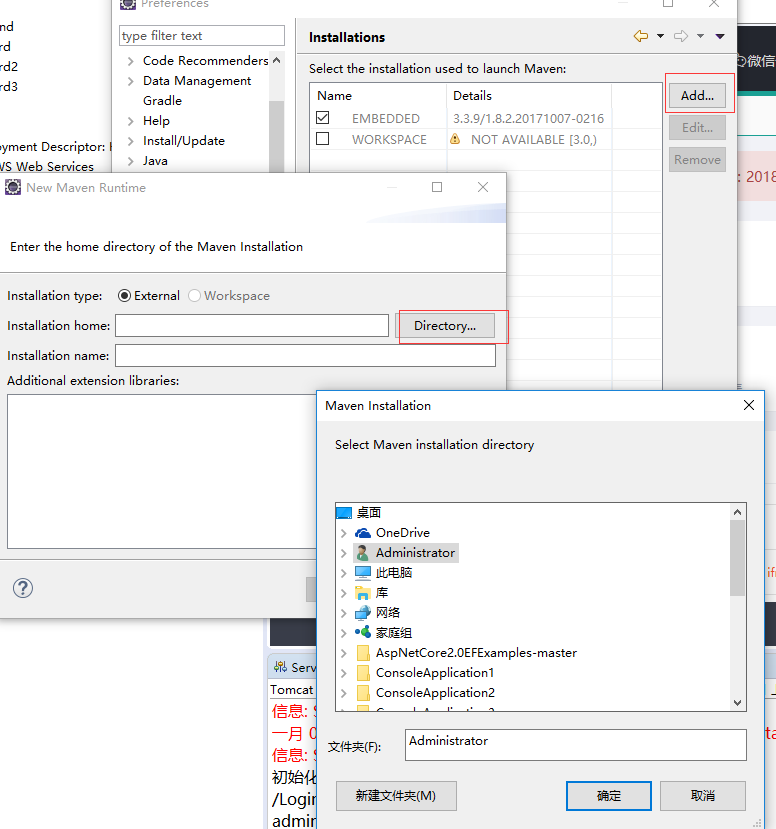 Preferences
nd
rd
rd2
rd3
type filter text
Installations
Code Recommenders
Data Management
Gradle
Help
Install/Update
Java
Select the installation used to launch Maven:
Name Details
EMBEDDED 3.3.9/1.8.2.20171007-0216
WORKSPACE NOT AVAILABLE [3.0,)
Add...
Edit...
Remove
微信
: 2018
oyment Descriptor:
WS Web Services
New Maven Runtime
Enter the home directory of the Maven Installation
Installation type: External Workspace
Installation home: Directory...
Installation name:
Additional extension libraries:
Maven Installation
Select Maven installation directory
桌面
OneDrive
Administrator
此电脑
库
网络
家庭组
AspNetCore2.0EFExamples-master
ConsoleApplication1
ConsoleApplication2
文件夹(F): Administrator
新建文件夹(M) 确定 取消
Serv
Tomcat
信息: S
一月 0
信息: S
初始化
/Login
admin